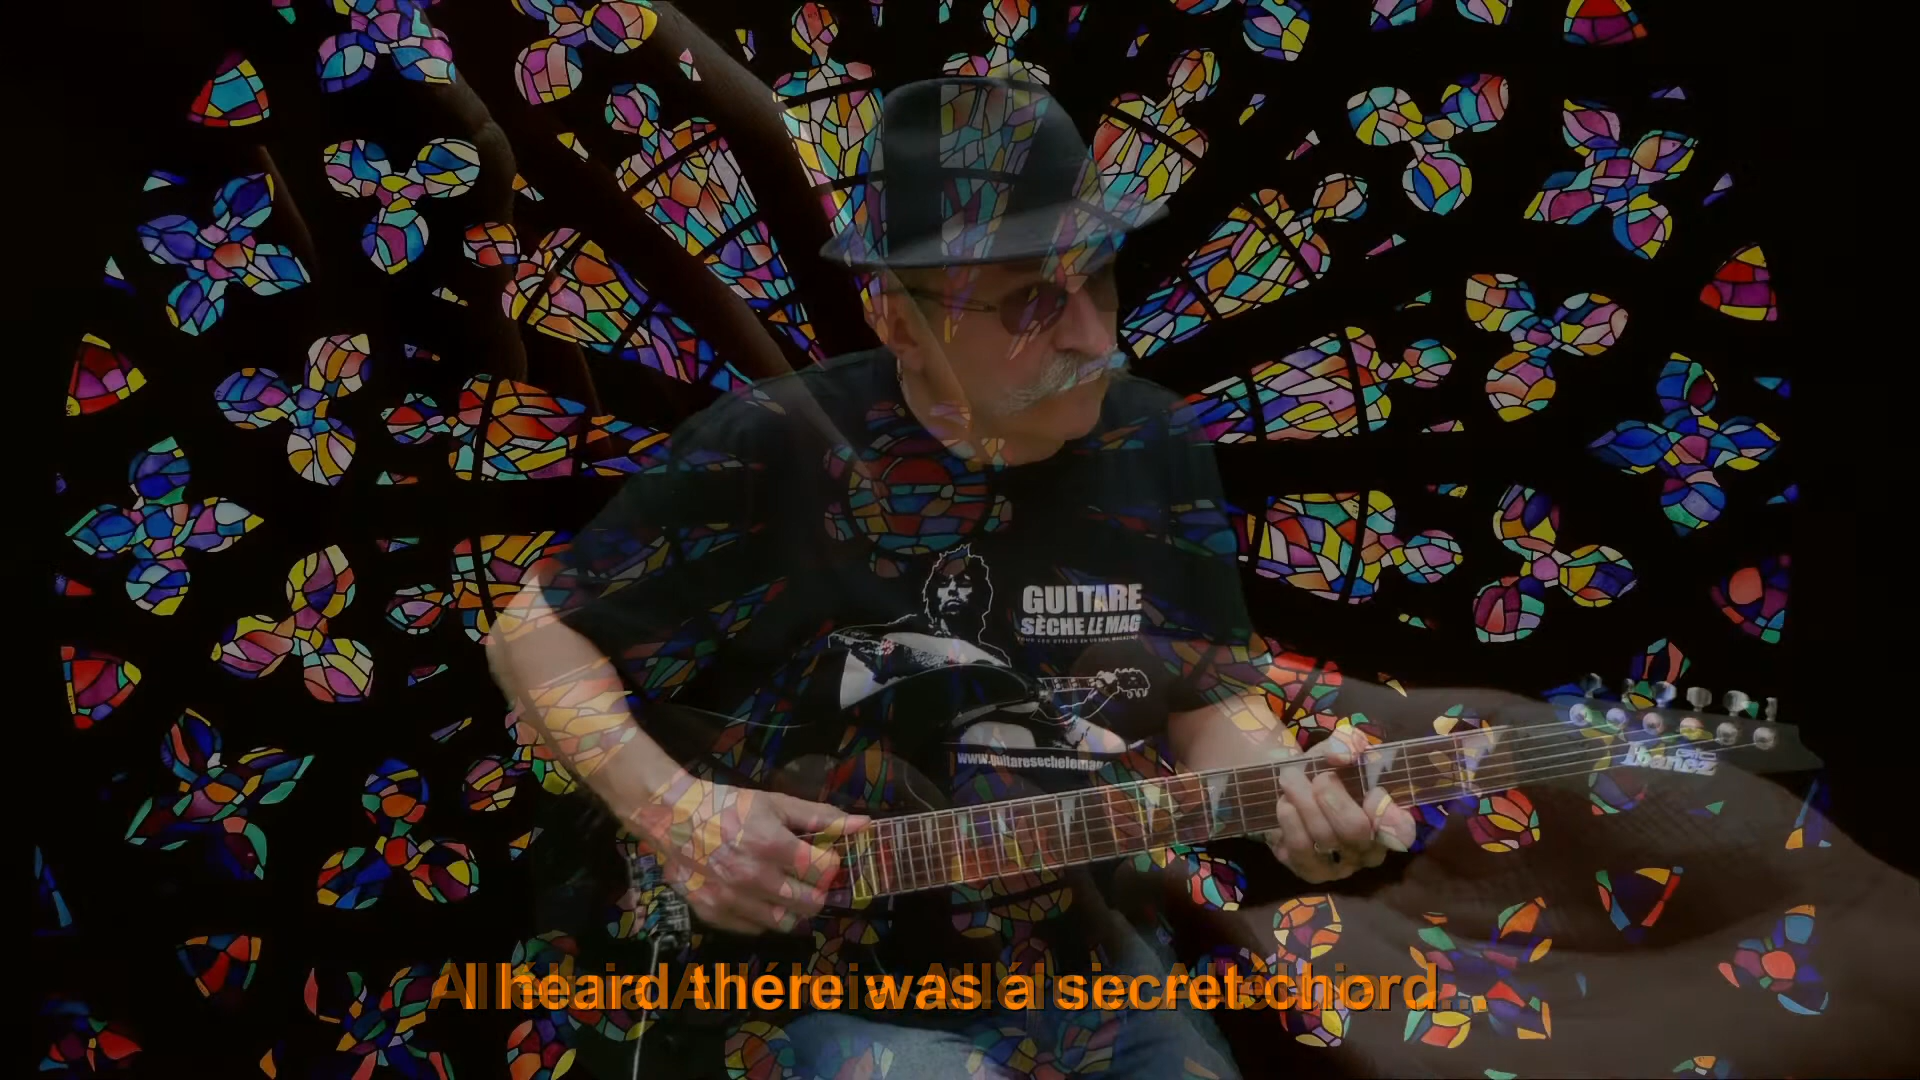 GUITARE
SÈCHE LE MAG
www.guitaresechelemag
Ibanez
I heard there was a secret chord